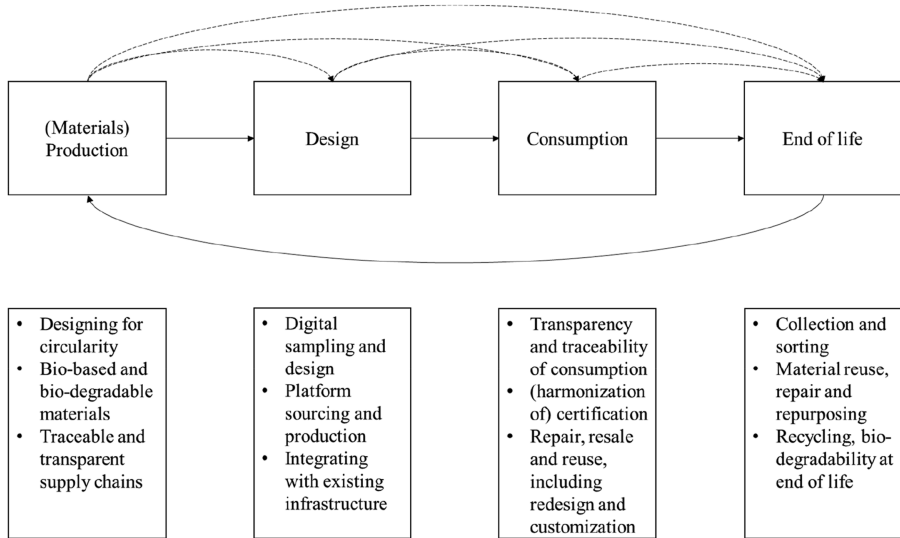 (Materials)
Production
Design
Consumption
End of life
• Designing for
circularity
• Bio-based and
bio-degradable
materials
• Traceable and
transparent
supply chains
• Digital
sampling and
design
• Platform
sourcing and
production
• Integrating
with existing
infrastructure
• Transparency
and traceability
of consumption
• (harmonization
of) certification
• Repair, resale
and reuse,
including
redesign and
customization
• Collection and
sorting
• Material reuse,
repair and
repurposing
• Recycling, bio-
degradability at
end of life